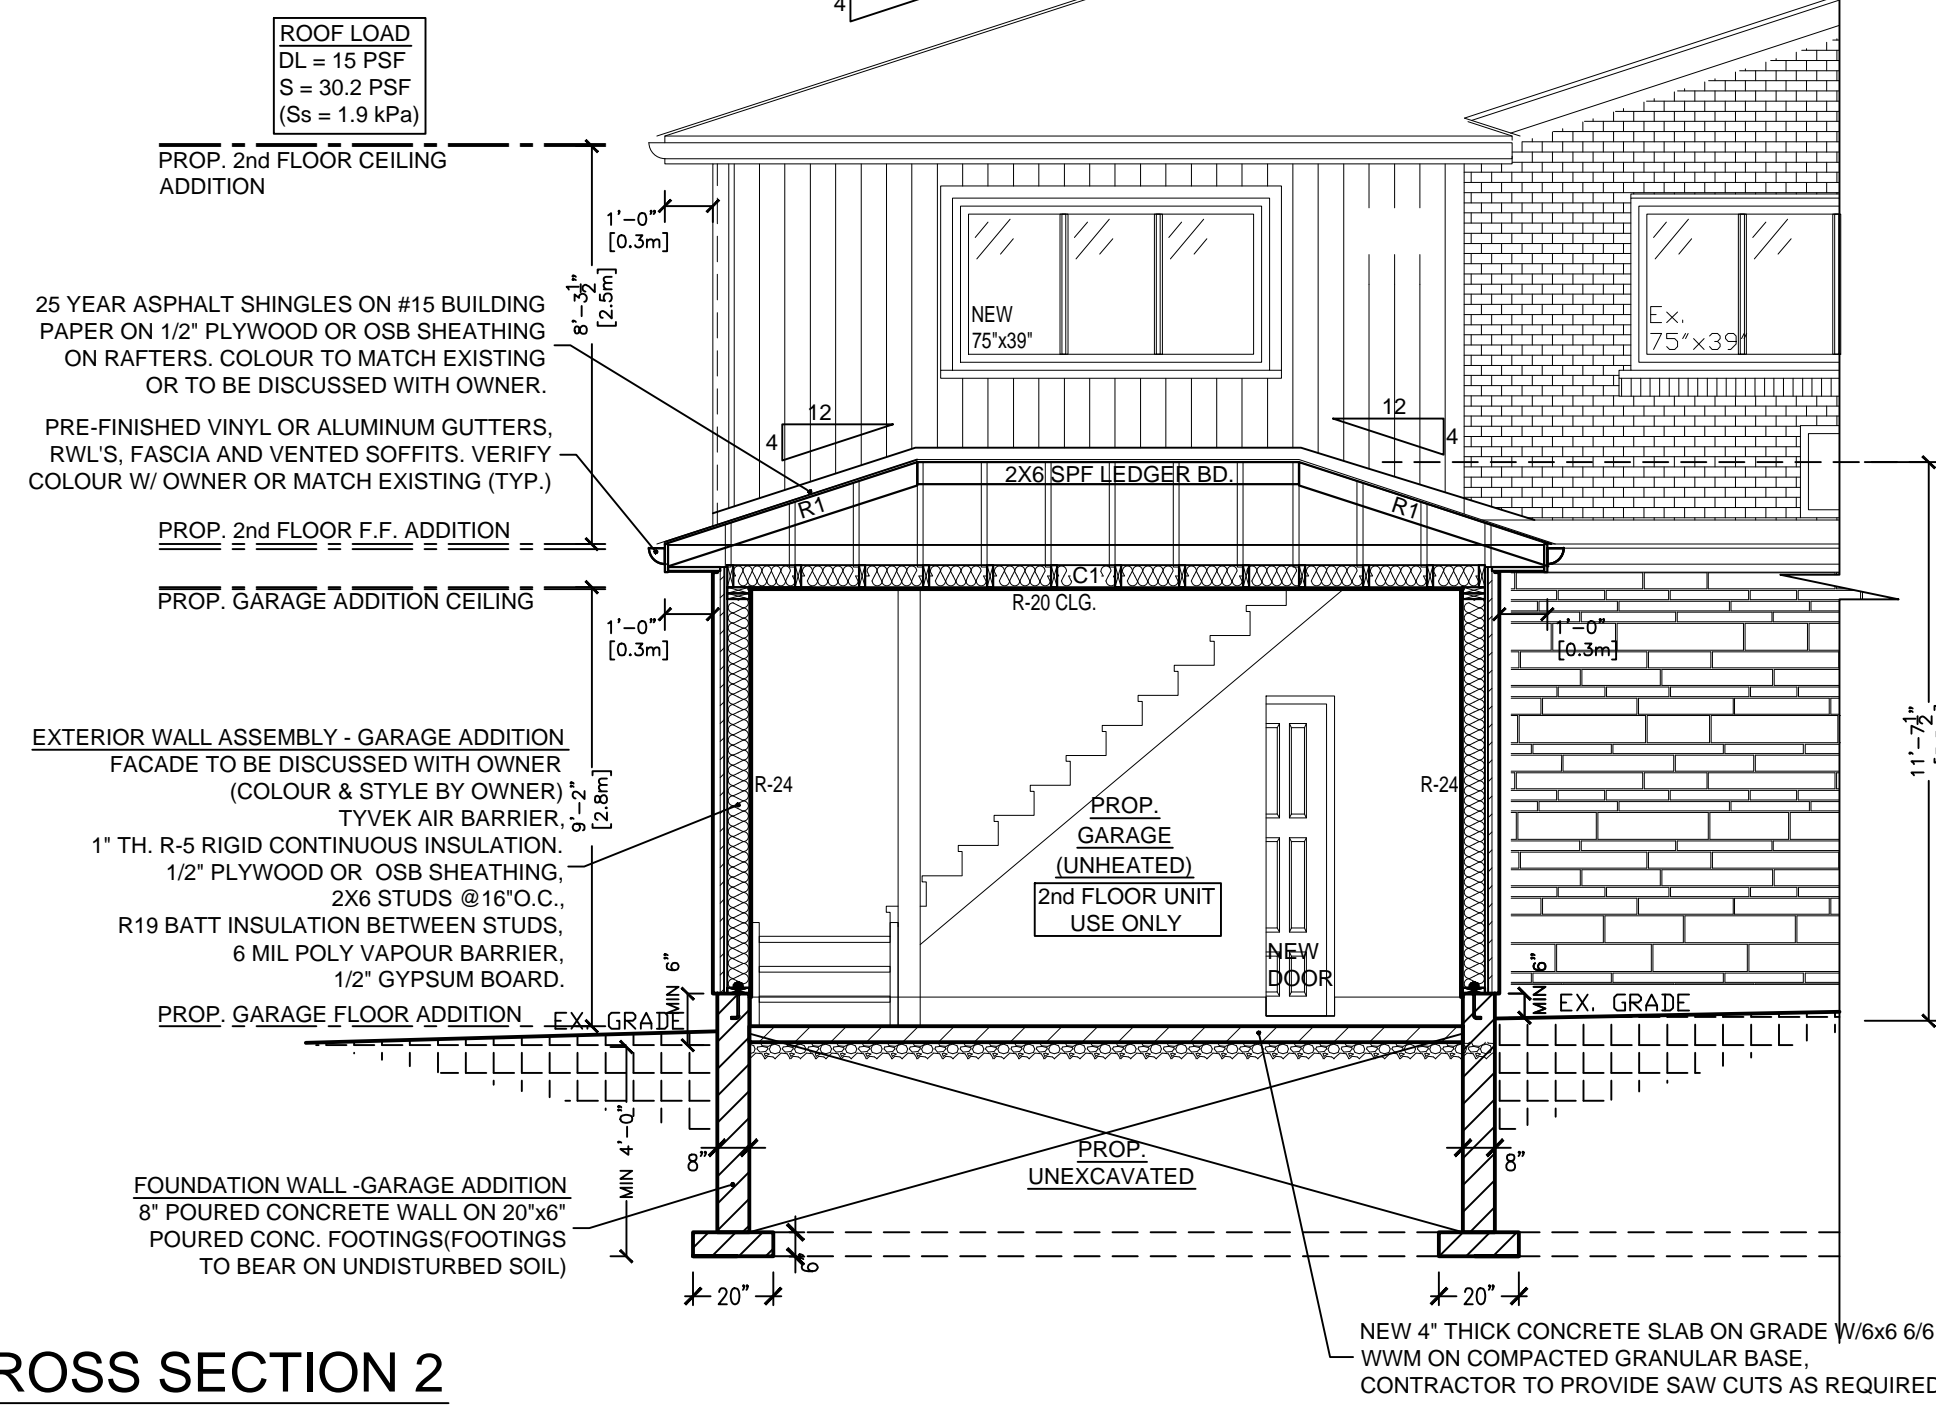 4
ROOF LOAD
DL = 15 PSF
S = 30.2 PSF
(Ss = 1.9 kPa)
PROP. 2nd FLOOR CEILING
ADDITION
1'-0"
[0.3m]
8'-3 1/2"
[2.5m]
25 YEAR ASPHALT SHINGLES ON #15 BUILDING
PAPER ON 1/2" PLYWOOD OR OSB SHEATHING
ON RAFTERS. COLOUR TO MATCH EXISTING
OR TO BE DISCUSSED WITH OWNER.
NEW
75"x39"
Ex.
75"x39"
PRE-FINISHED VINYL OR ALUMINUM GUTTERS,
RWL'S, FASCIA AND VENTED SOFFITS. VERIFY
COLOUR W/ OWNER OR MATCH EXISTING (TYP.)
12
4
12
4
2X6 SPF LEDGER BD.
R1
R1
PROP. 2nd FLOOR F.F. ADDITION
PROP. GARAGE ADDITION CEILING
C1
R-20 CLG.
1'-0"
[0.3m]
1'-0"
[0.3m]
11'-7 1/2"
EXTERIOR WALL ASSEMBLY - GARAGE ADDITION
FACADE TO BE DISCUSSED WITH OWNER
(COLOUR & STYLE BY OWNER)
TYVEK AIR BARRIER,
1" TH. R-5 RIGID CONTINUOUS INSULATION.
1/2" PLYWOOD OR OSB SHEATHING,
2X6 STUDS @16"O.C.,
R19 BATT INSULATION BETWEEN STUDS,
6 MIL POLY VAPOUR BARRIER,
1/2" GYPSUM BOARD.
9'-2"
[2.8m]
R-24
R-24
PROP.
GARAGE
(UNHEATED)
2nd FLOOR UNIT
USE ONLY
NEW
DOOR
MIN 6"
MIN 6"
PROP. GARAGE FLOOR ADDITION
EX. GRADE
EX. GRADE
MIN 4'-0"
8"
8"
PROP.
UNEXCAVATED
FOUNDATION WALL -GARAGE ADDITION
8" POURED CONCRETE WALL ON 20"x6"
POURED CONC. FOOTINGS(FOOTINGS
TO BEAR ON UNDISTURBED SOIL)
6"
20"
20"
NEW 4" THICK CONCRETE SLAB ON GRADE W/6x6 6/6
WWM ON COMPACTED GRANULAR BASE,
CONTRACTOR TO PROVIDE SAW CUTS AS REQUIRED
ROSS SECTION 2